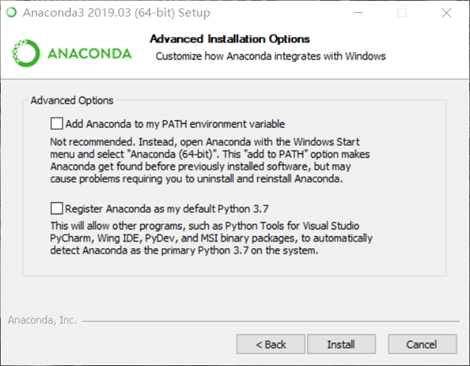 Anaconda3 2019.03 (64-bit) Setup
ANACONDA
Advanced Installation Options
Customize how Anaconda integrates with Windows
Advanced Options
Add Anaconda to my PATH environment variable
Not recommended. Instead, open Anaconda with the Windows Start
menu and select "Anaconda (64-bit)". This "add to PATH" option makes
Anaconda get found before previously installed software, but may
cause problems requiring you to uninstall and reinstall Anaconda.
Register Anaconda as my default Python 3.7
This will allow other programs, such as Python Tools for Visual Studio
PyCharm, Wing IDE, PyDev, and MSI binary packages, to automatically
detect Anaconda as the primary Python 3.7 on the system.
Anaconda, Inc.
< Back
Install
Cancel